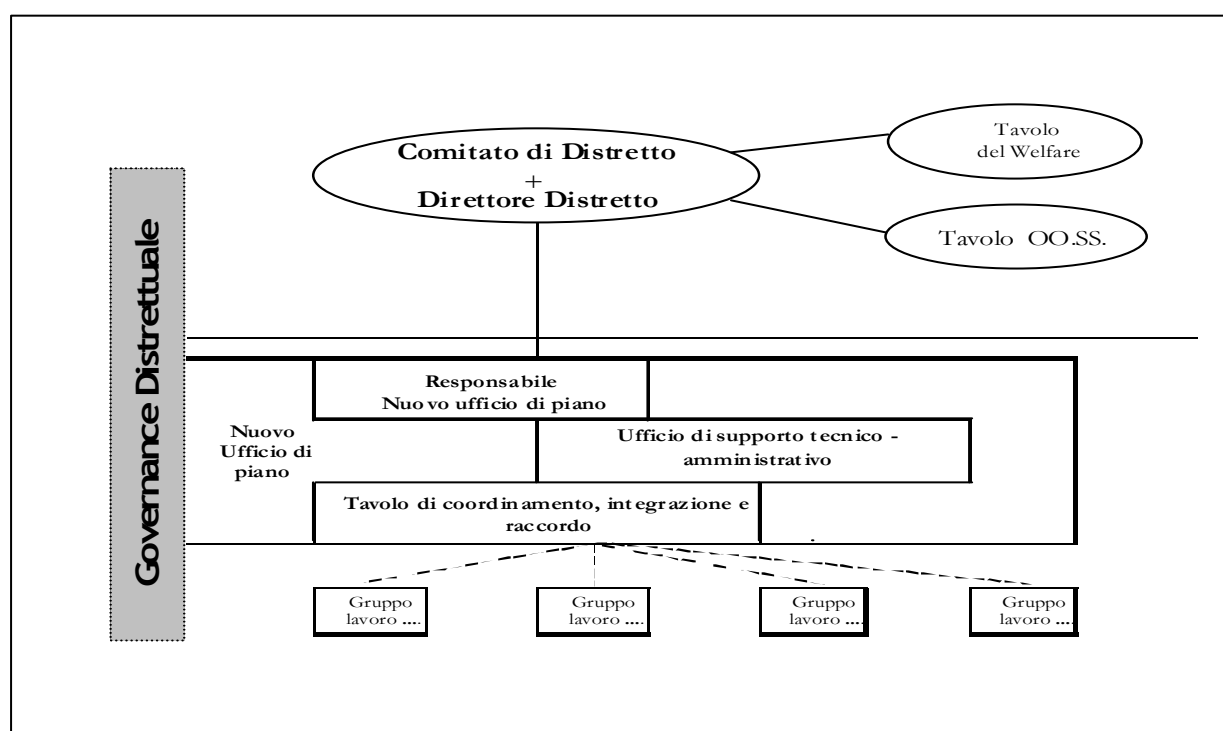 Governance Distrettuale
Comitato di Distretto
+
Direttore Distretto
Tavolo
del Welfare
Tavolo OO.SS.
Nuovo
Ufficio di
piano
Responsabile
Nuovo ufficio di piano
Ufficio di supporto tecnico -
amministrativo
Tavolo di coordinamento, integrazione e
raccordo
.
Gruppo
lavoro ....
Gruppo
lavoro ....
Gruppo
lavoro ....
Gruppo
lavoro ....